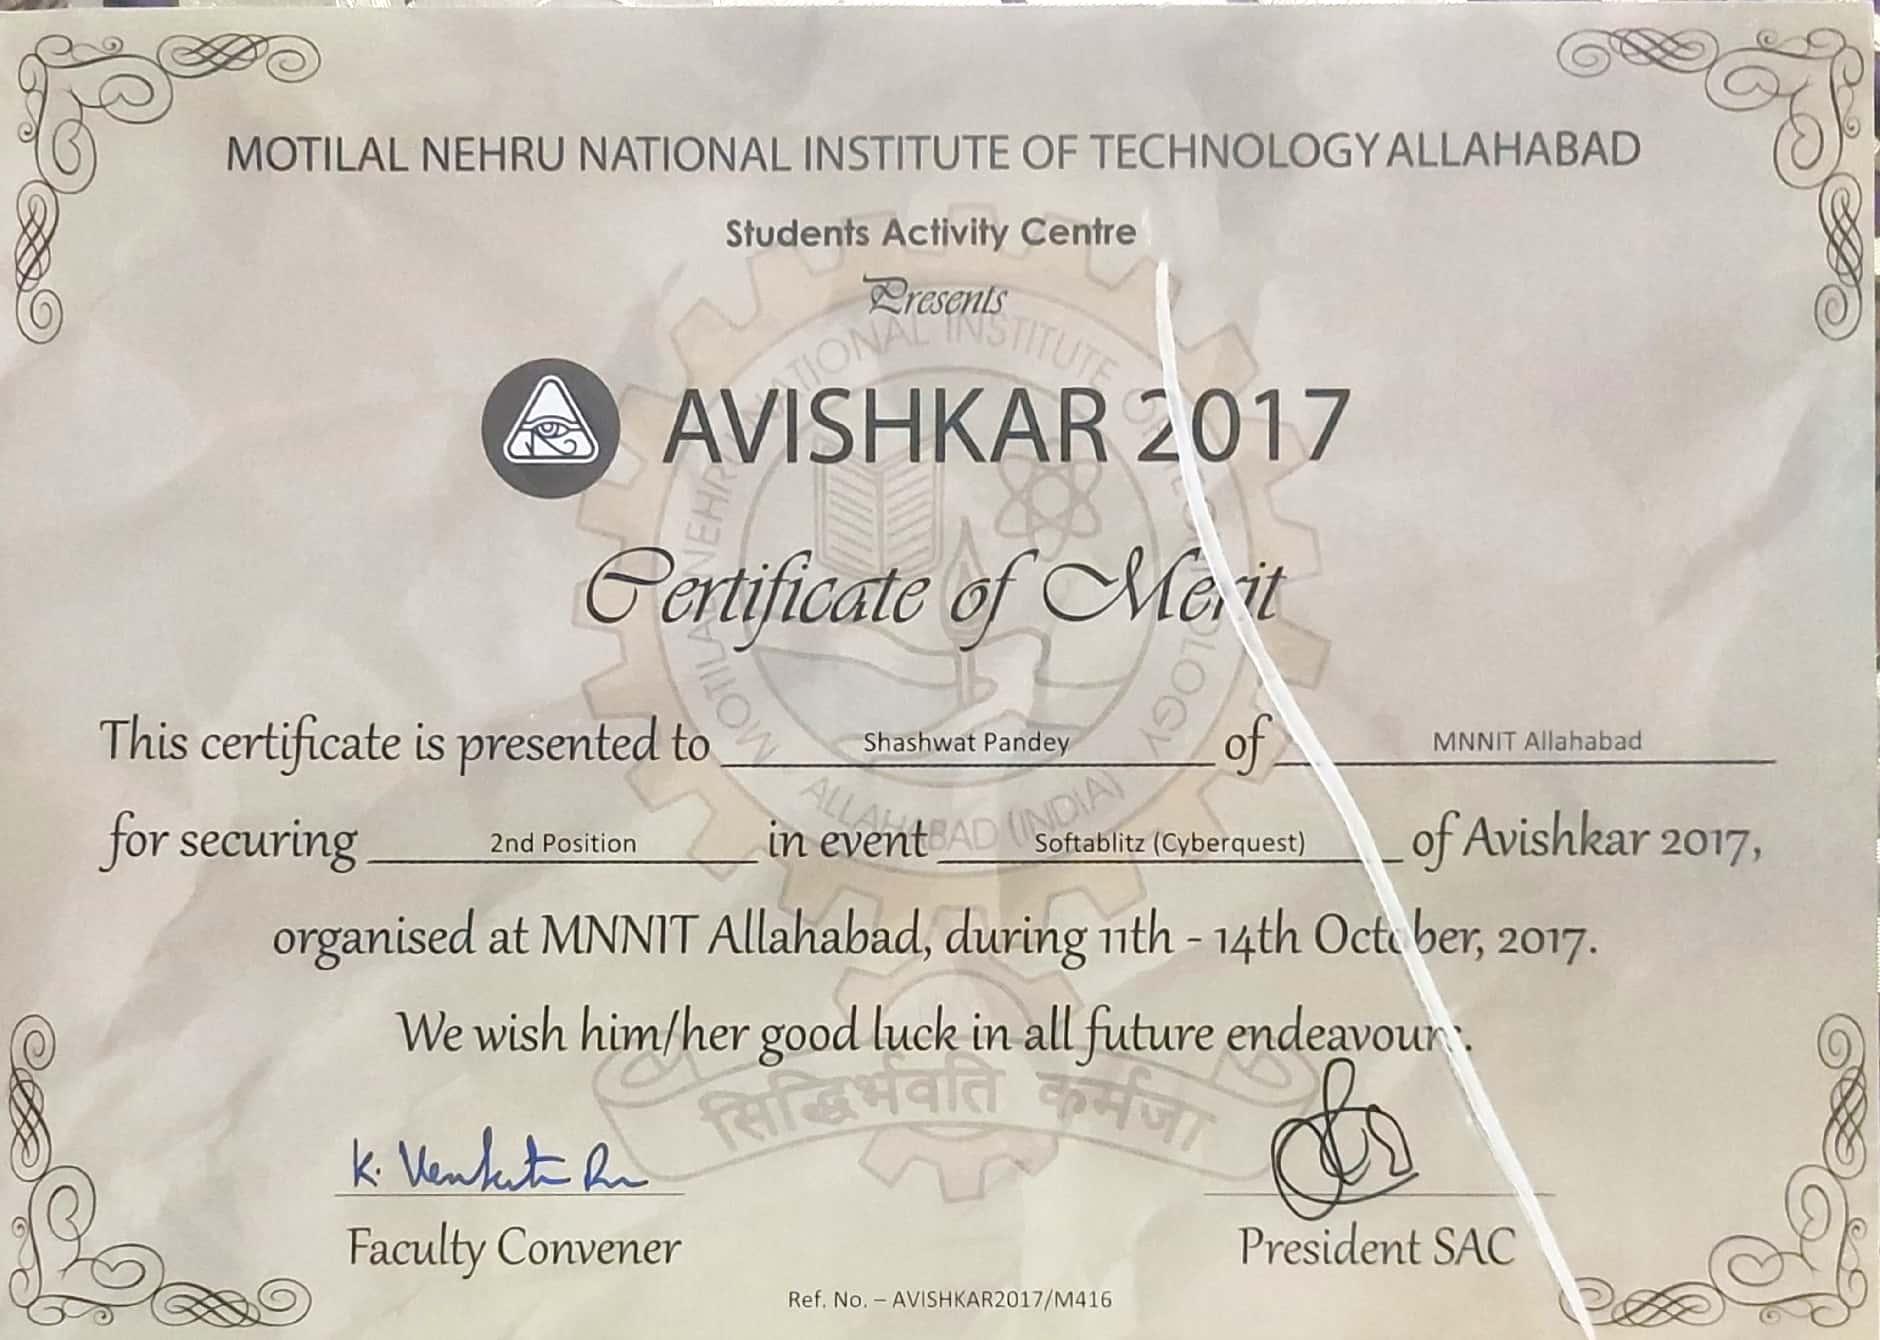 MOTILAL NEHRU NATIONAL INSTITUTE OF TECHNOLOGY ALLAHABAD
Students Activity Centre
Presents
AVISHKAR 2017
Certificate of Merit
This certificate is presented to Shashwat Pandey of MNNIT Allahabad
for securing 2nd Position in event Softablitz (Cyberquest) of Avishkar 2017,
organised at MNNIT Allahabad, during 11th - 14th October, 2017.
We wish him/her good luck in all future endeavours.
सिद्धिर्भवति कर्मजा
K.
Faculty Convener
President SAC
Ref. No. – AVISHKAR2017/M416
MOTILAL NEHRU NATIONAL INSTITUTE OF TECHNOLOGY
ALLAHABAD (INDIA)